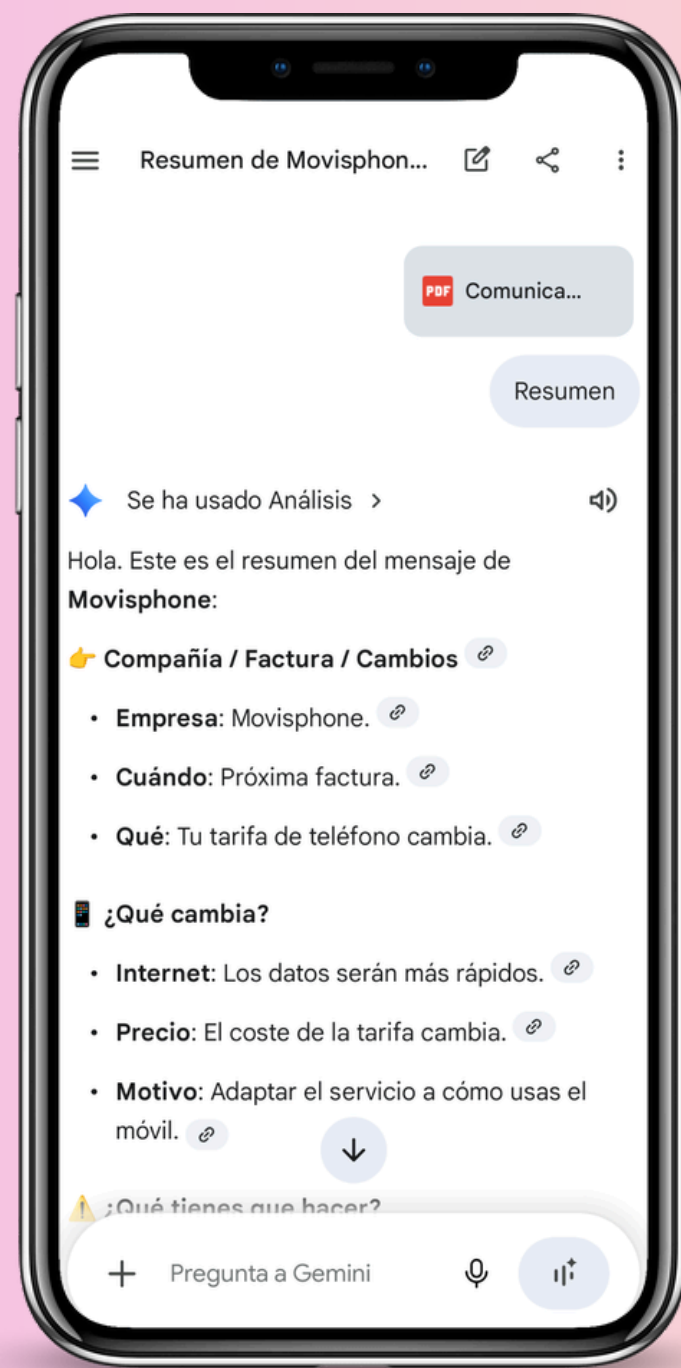 Resumen de Movisphon...
PDF Comunica...
Resumen
Se ha usado Análisis >
Hola. Este es el resumen del mensaje de
Movisphone:
👉 Compañía / Factura / Cambios
• Empresa: Movisphone.
• Cuándo: Próxima factura.
• Qué: Tu tarifa de teléfono cambia.
📱 ¿Qué cambia?
• Internet: Los datos serán más rápidos.
• Precio: El coste de la tarifa cambia.
• Motivo: Adaptar el servicio a cómo usas el
móvil.
⚠️ ¿Qué tienes que hacer?
Pregunta a Gemini